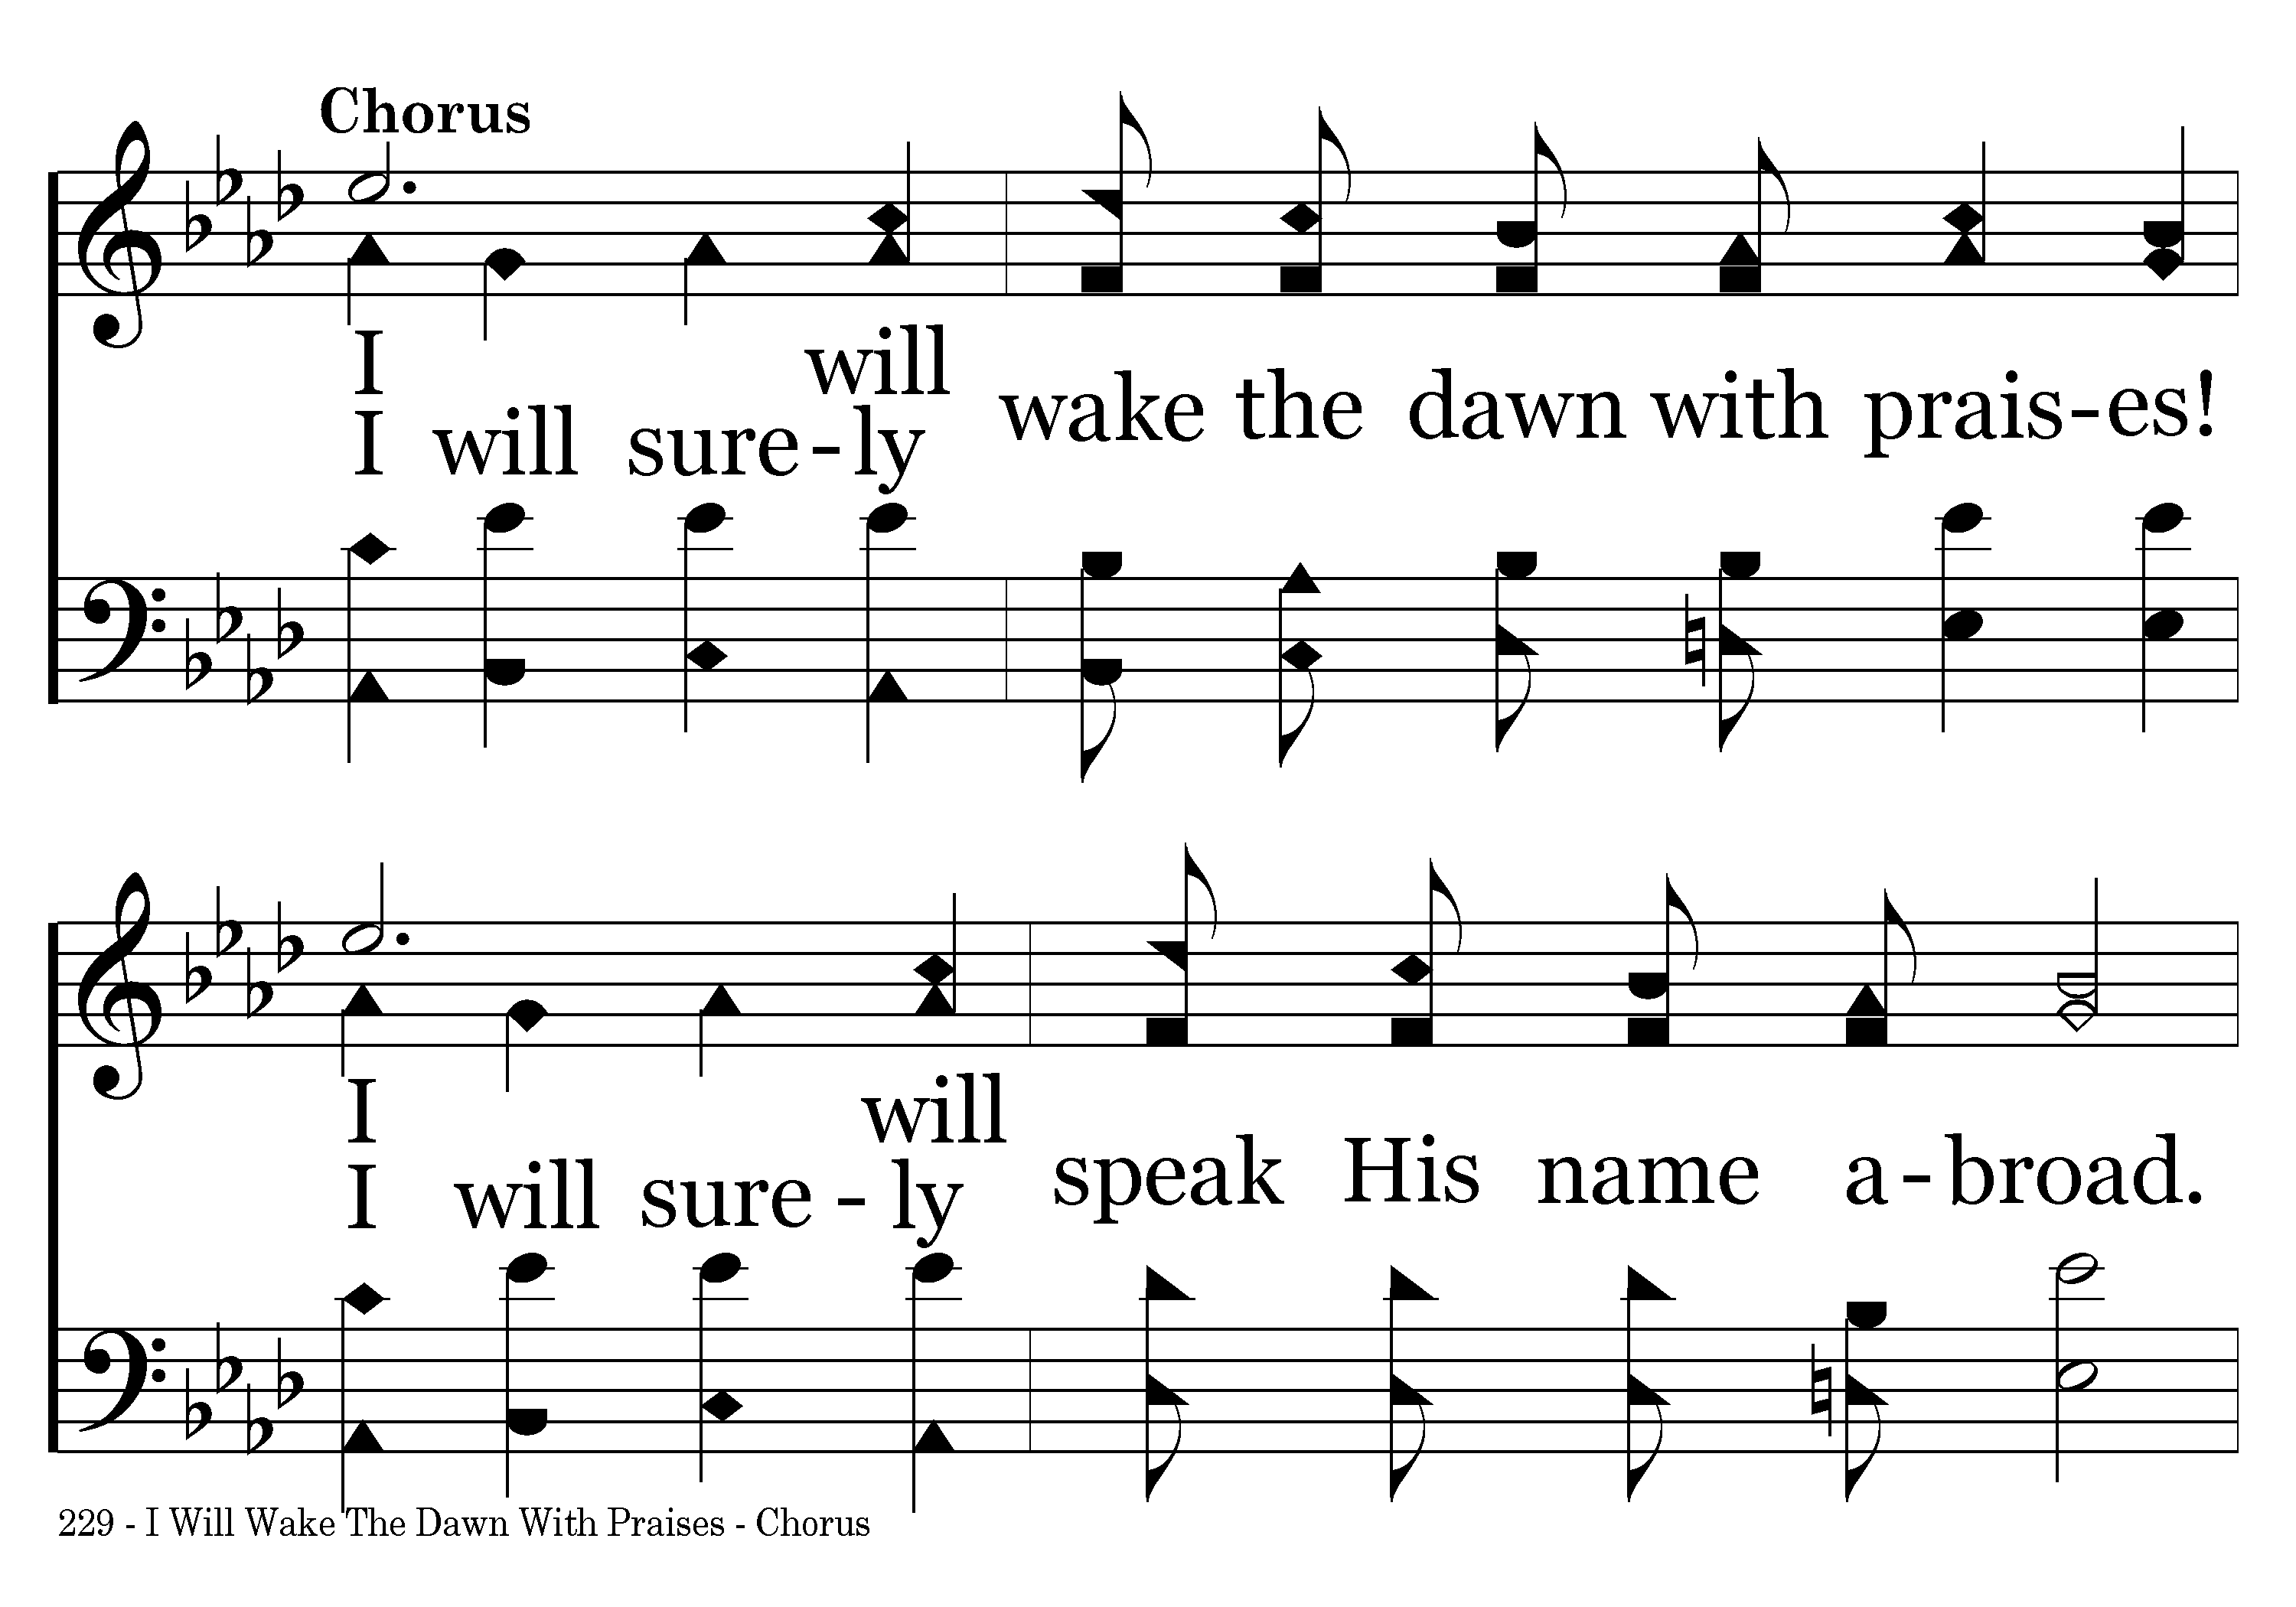 Chorus
I will
I will sure-ly wake the dawn with prais-es!
I will
I will sure - ly speak His name a-broad.
229 - I Will Wake The Dawn With Praises - Chorus